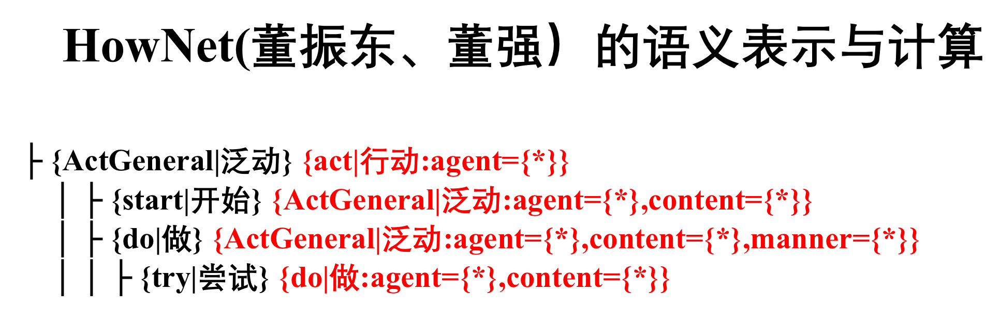 HowNet(董振东、董强）的语义表示与计算
├ {ActGeneral|泛动} {act|行动:agent={*}}
│ ├ {start|开始} {ActGeneral|泛动:agent={*},content={*}}
│ ├ {do|做} {ActGeneral|泛动:agent={*},content={*},manner={*}}
│ │ ├ {try|尝试} {do|做:agent={*},content={*}}